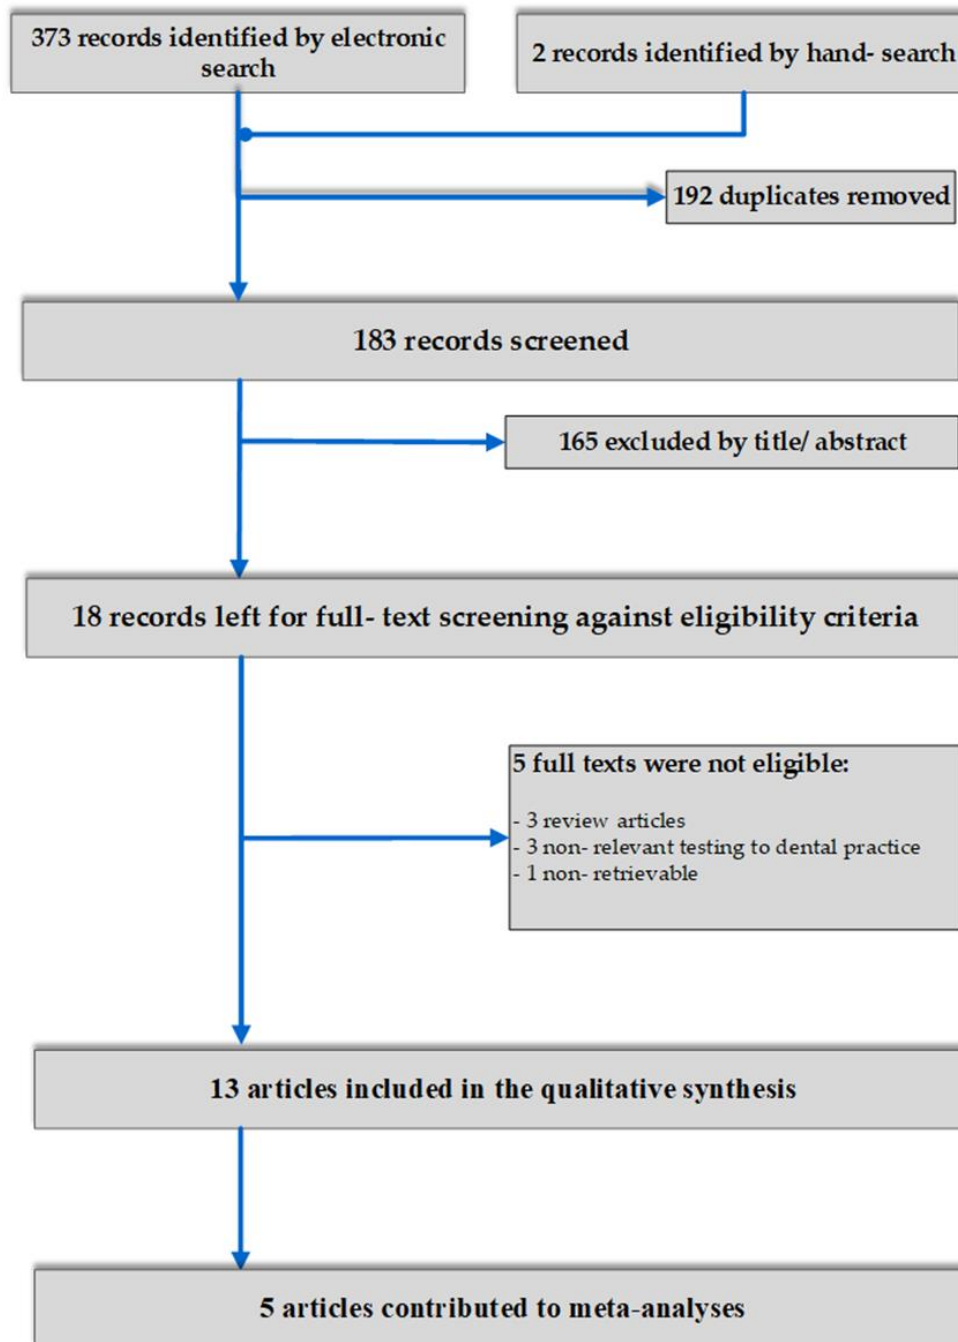 373 records identified by electronic
search
2 records identified by hand- search
192 duplicates removed
183 records screened
165 excluded by title/ abstract
18 records left for full- text screening against eligibility criteria
5 full texts were not eligible:
- 3 review articles
- 3 non- relevant testing to dental practice
- 1 non- retrievable
13 articles included in the qualitative synthesis
5 articles contributed to meta-analyses